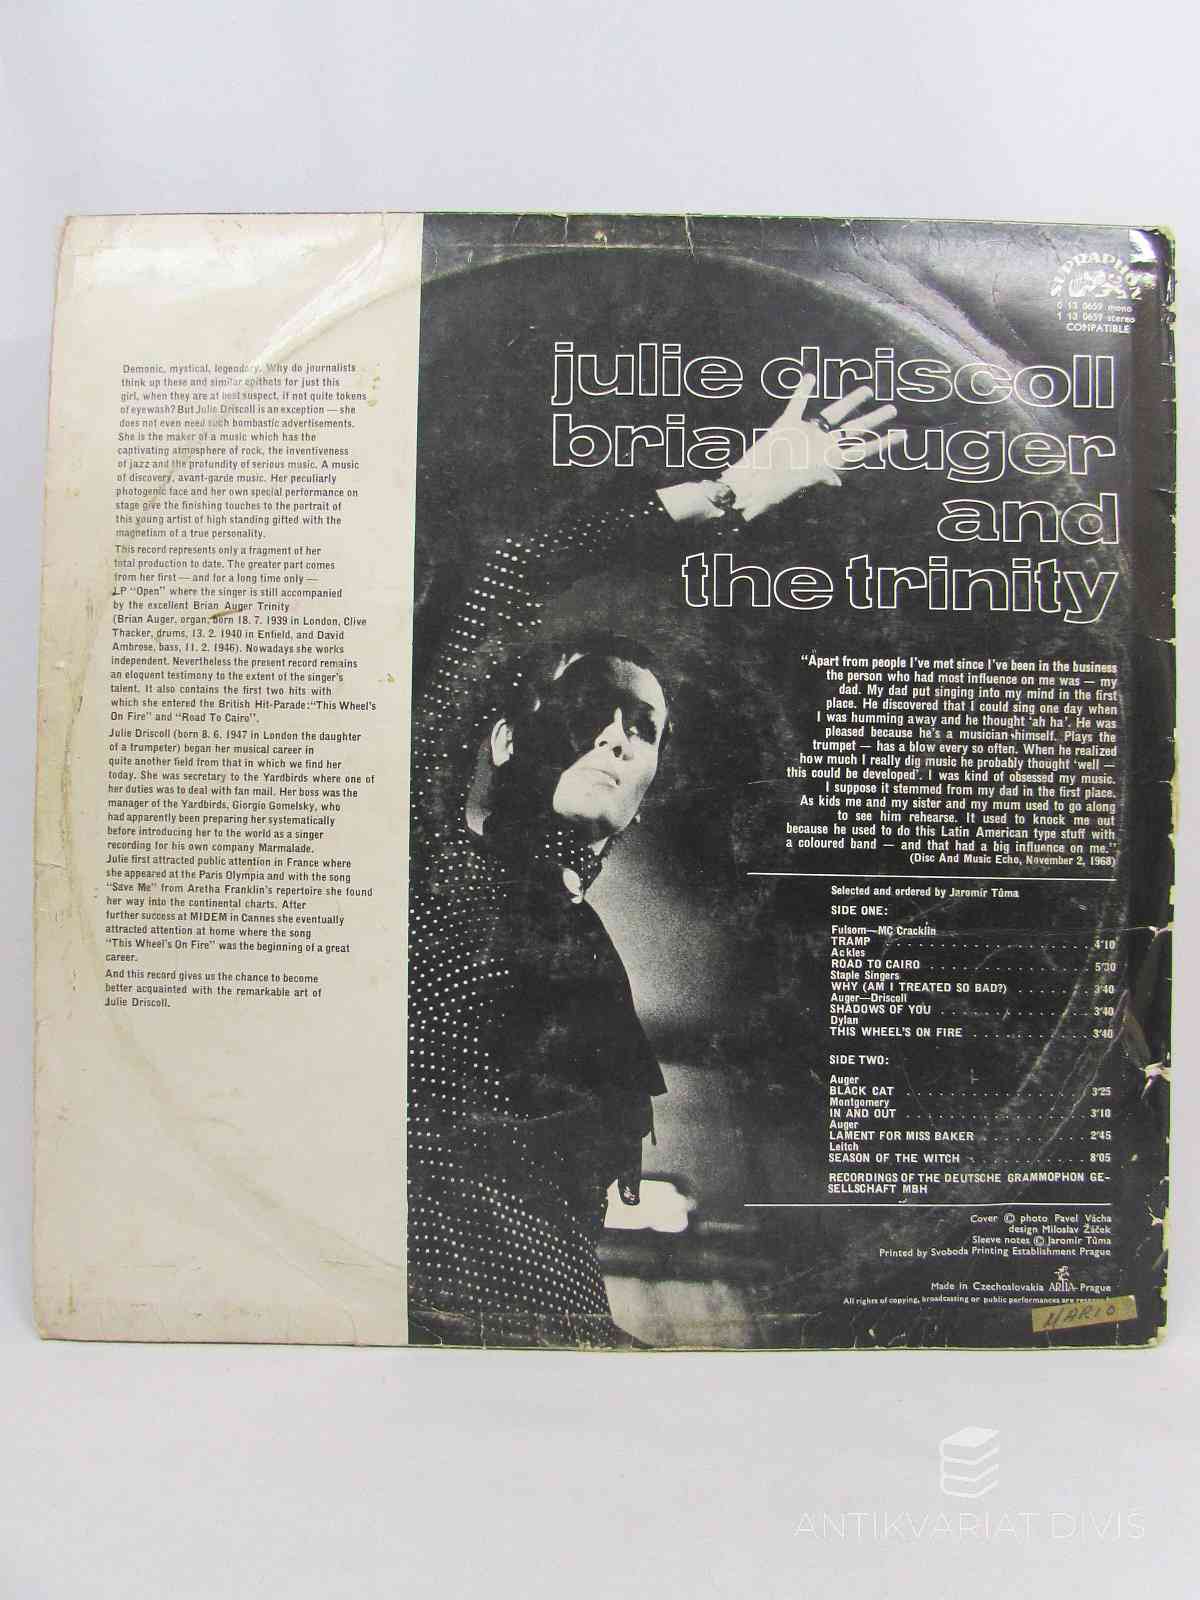 Demonic, mystical, legendary. Why do journalists
think up these and similar epithets for just this
girl, when they are at best suspect, if not quite tokens
of eyewash? But Julie Driscoll is an exception — she
does not even need such bombastic advertisements.
She is the maker of a music which has the
captivating atmosphere of rock, the inventiveness
of jazz and the profundity of serious music. A music
of discovery, avant-garde music. Her peculiarly
photogenic face and her own special performance on
stage give the finishing touches to the portrait of
this young artist of high standing gifted with the
magnetism of a true personality.
This record represents only a fragment of her
total production to date. The greater part comes
from her first — and for a long time only —
LP "Open" where the singer is still accompanied
by the excellent Brian Auger Trinity
(Brian Auger, organ, born 18. 7. 1939 in London, Clive
Thacker, drums, 13. 2. 1940 in Enfield, and David
Ambrose, bass, 11. 2. 1946). Nowadays she works
independent. Nevertheless the present record remains
an eloquent testimony to the extent of the singer's
talent. It also contains the first two hits with
which she entered the British Hit-Parade: "This Wheel's
On Fire" and "Road To Cairo".
Julie Driscoll (born 8. 6. 1947 in London the daughter
of a trumpeter) began her musical career in
quite another field from that in which we find her
today. She was secretary to the Yardbirds where one of
her duties was to deal with fan mail. Her boss was the
manager of the Yardbirds, Giorgio Gomelsky, who
had apparently been preparing her systematically
before introducing her to the world as a singer
recording for his own company Marmalade.
Julie first attracted public attention in France where
she appeared at the Paris Olympia and with the song
"Save Me" from Aretha Franklin's repertoire she found
her way into the continental charts. After
further success at MIDEM in Cannes she eventually
attracted attention at home where the song
"This Wheel's On Fire" was the beginning of a great
career.
And this record gives us the chance to become
better acquainted with the remarkable art of
Julie Driscoll.
SUPRAPHON
0 13 0659 mono
1 13 0659 stereo
COMPATIBLE
julie driscoll
brian auger
and
the trinity
"Apart from people I've met since I've been in the business
the person who had most influence on me was — my
dad. My dad put singing into my mind in the first
place. He discovered that I could sing one day when
I was humming away and he thought 'ah ha'. He was
pleased because he's a musician himself. Plays the
trumpet — has a blow every so often. When he realized
how much I really dig music he probably thought 'well —
this could be developed'. I was kind of obsessed my music.
I suppose it stemmed from my dad in the first place.
As kids me and my sister and my mum used to go along
to see him rehearse. It used to knock me out
because he used to do this Latin American type stuff with
a coloured band — and that had a big influence on me."
(Disc And Music Echo, November 2, 1968)
Selected and ordered by Jaromír Tůma
SIDE ONE:
Fulsom—MC Cracklin
TRAMP . . . . . . . . . . . . . . . . . 4'10
Ackles
ROAD TO CAIRO . . . . . . . . . . . . 5'30
Staple Singers
WHY (AM I TREATED SO BAD?) . . . . . . 3'40
Auger—Driscoll
SHADOWS OF YOU . . . . . . . . . . . 3'40
Dylan
THIS WHEEL'S ON FIRE . . . . . . . . . 3'40
SIDE TWO:
Auger
BLACK CAT . . . . . . . . . . . . . . 3'25
Montgomery
IN AND OUT . . . . . . . . . . . . . . 3'10
Auger
LAMENT FOR MISS BAKER . . . . . . . . 2'45
Leitch
SEASON OF THE WITCH . . . . . . . . . 8'05
RECORDINGS OF THE DEUTSCHE GRAMMOPHON GE-
SELLSCHAFT MBH
Cover © photo Pavel Vácha
design Miloslav Žáček
Sleeve notes © Jaromír Tůma
Printed by Svoboda Printing Establishment Prague
Made in Czechoslovakia ARTIA Prague
All rights of copying, broadcasting or public performances are
MARIO
ANTIKVARIAT DIVIS